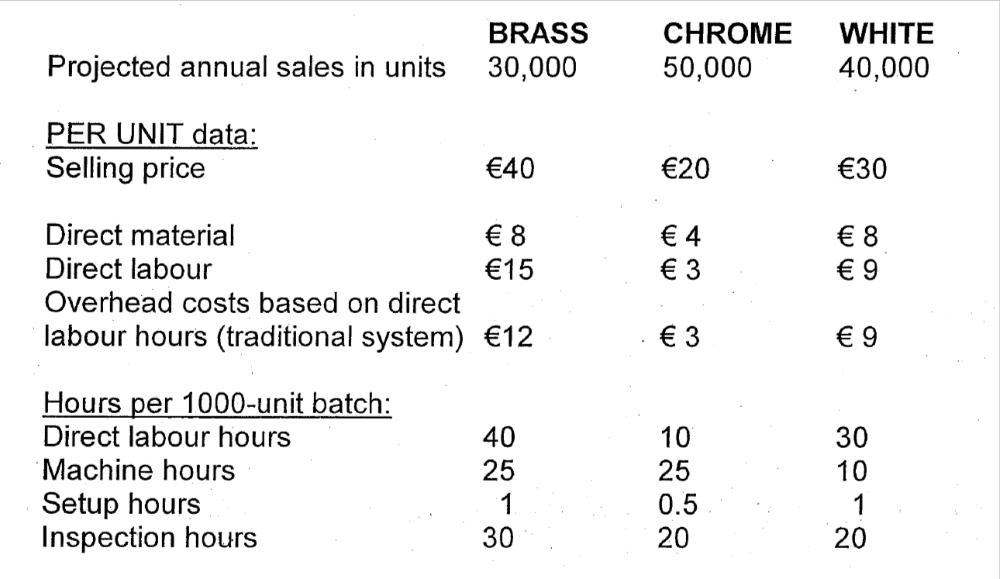 BRASS CHROME WHITE
Projected annual sales in units 30,000 50,000 40,000
PER UNIT data:
Selling price €40 €20 €30
Direct material € 8 € 4 € 8
Direct labour €15 € 3 € 9
Overhead costs based on direct
labour hours (traditional system) €12 € 3 € 9
Hours per 1000-unit batch:
Direct labour hours 40 10 30
Machine hours 25 25 10
Setup hours 1 0.5 1
Inspection hours 30 20 20